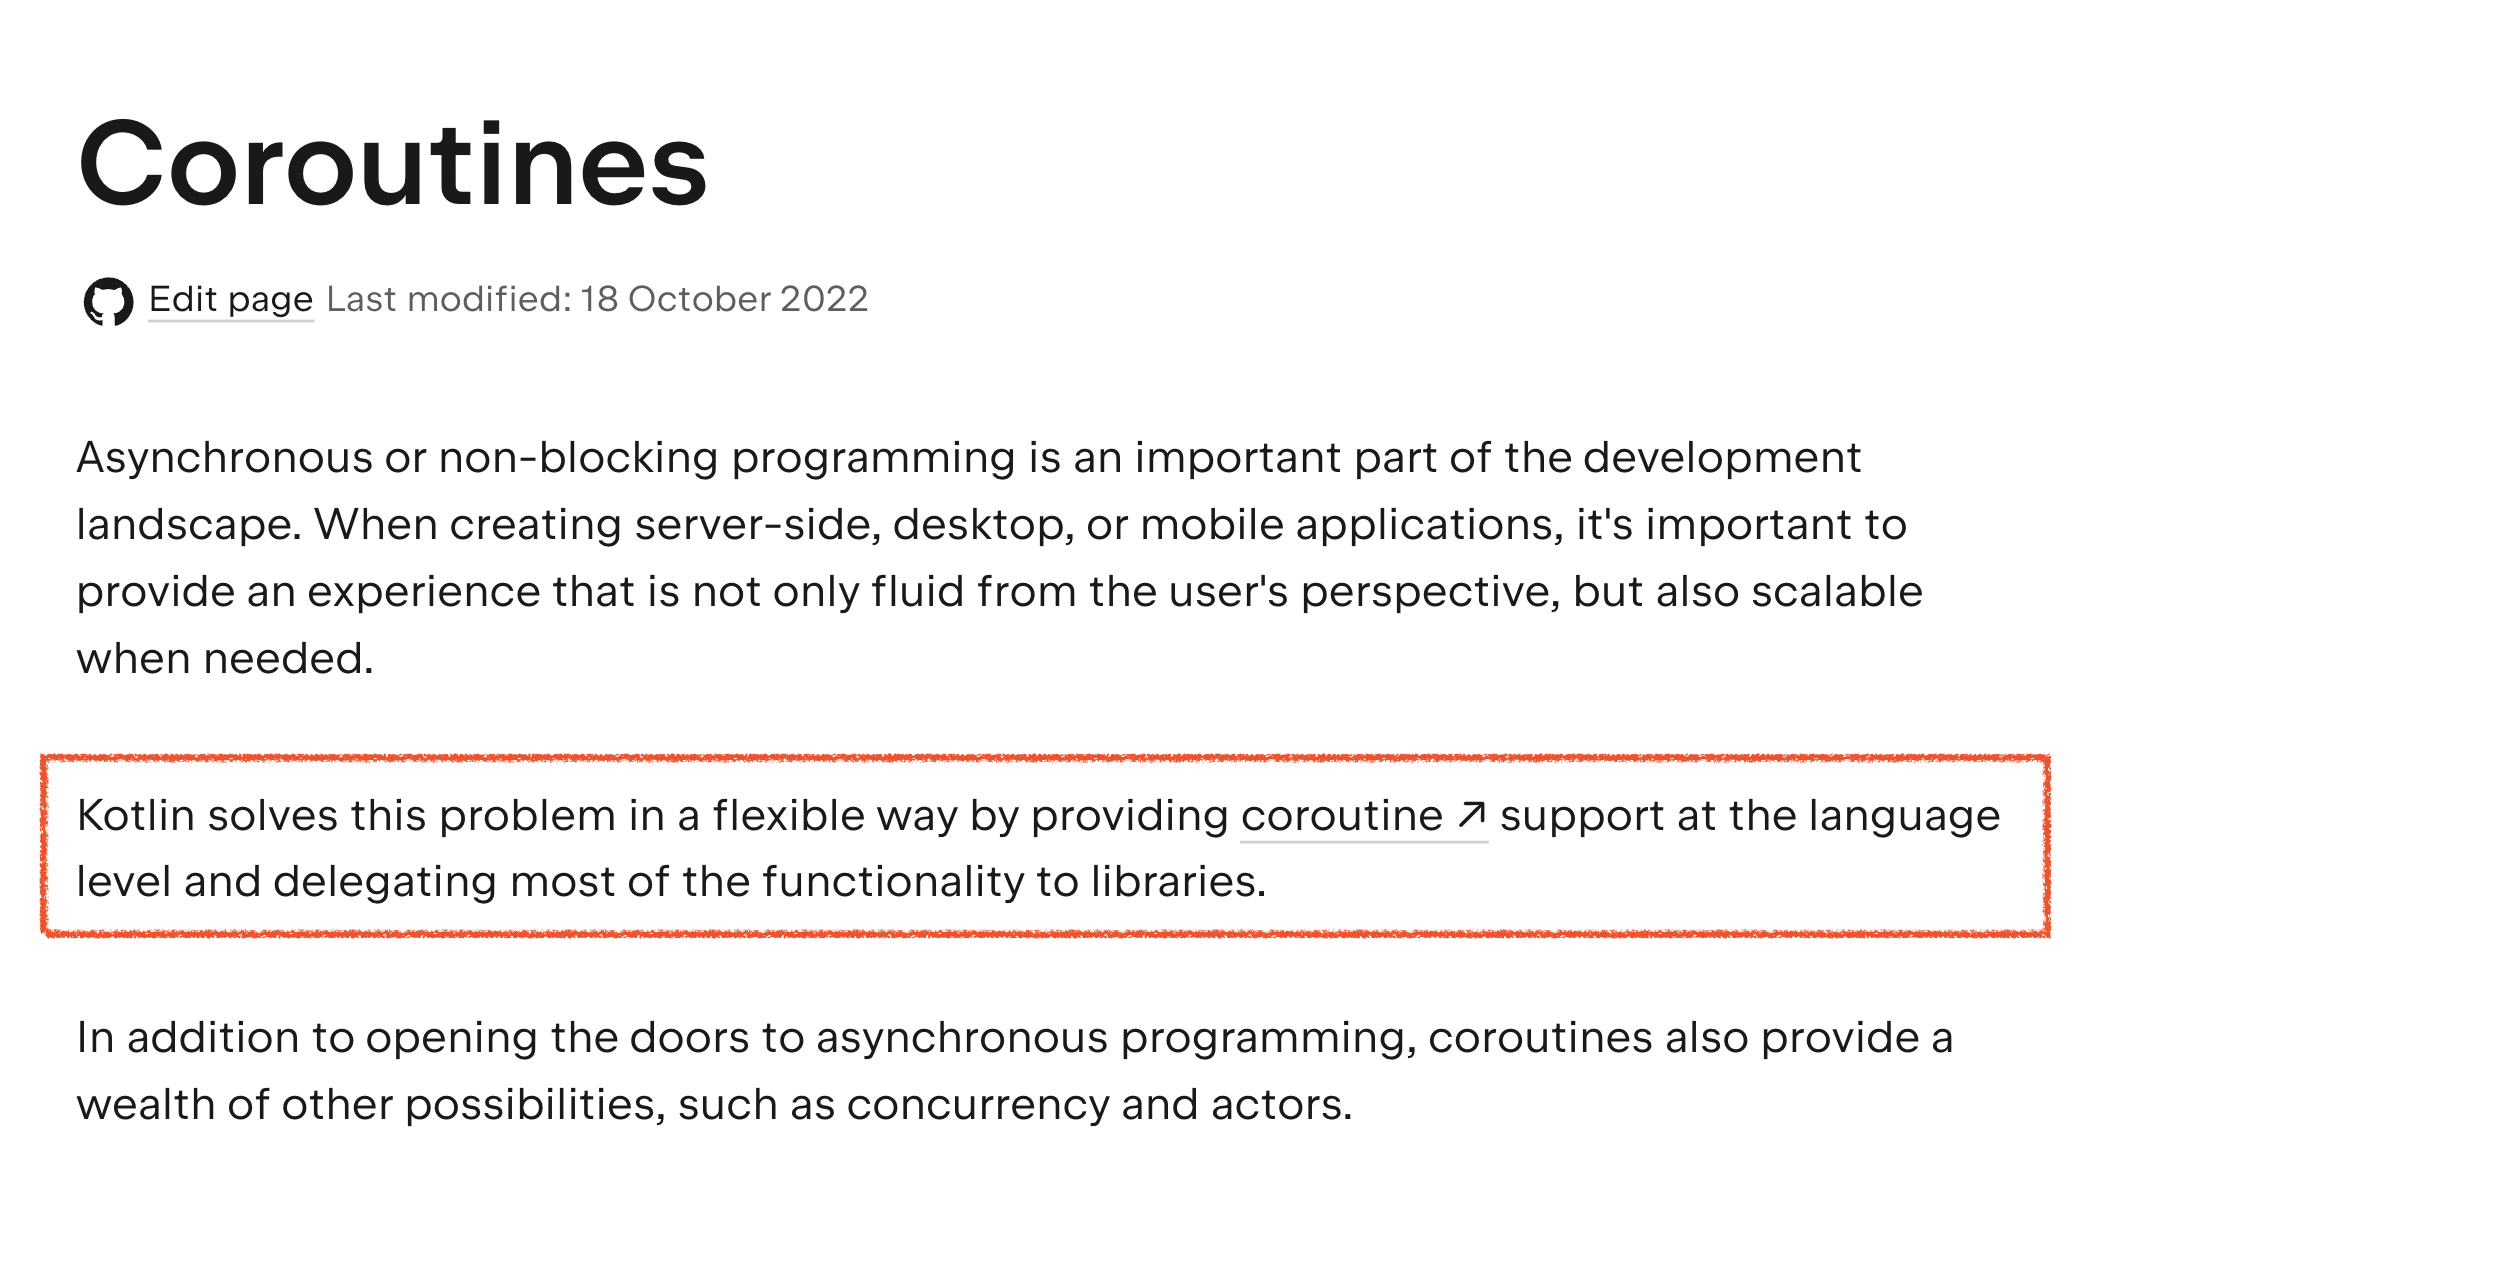 Coroutines
Edit page Last modified: 18 October 2022
Asynchronous or non-blocking programming is an important part of the development
landscape. When creating server-side, desktop, or mobile applications, it's important to
provide an experience that is not only fluid from the user's perspective, but also scalable
when needed.
Kotlin solves this problem in a flexible way by providing coroutine ↗ support at the language
level and delegating most of the functionality to libraries.
In addition to opening the doors to asynchronous programming, coroutines also provide a
wealth of other possibilities, such as concurrency and actors.